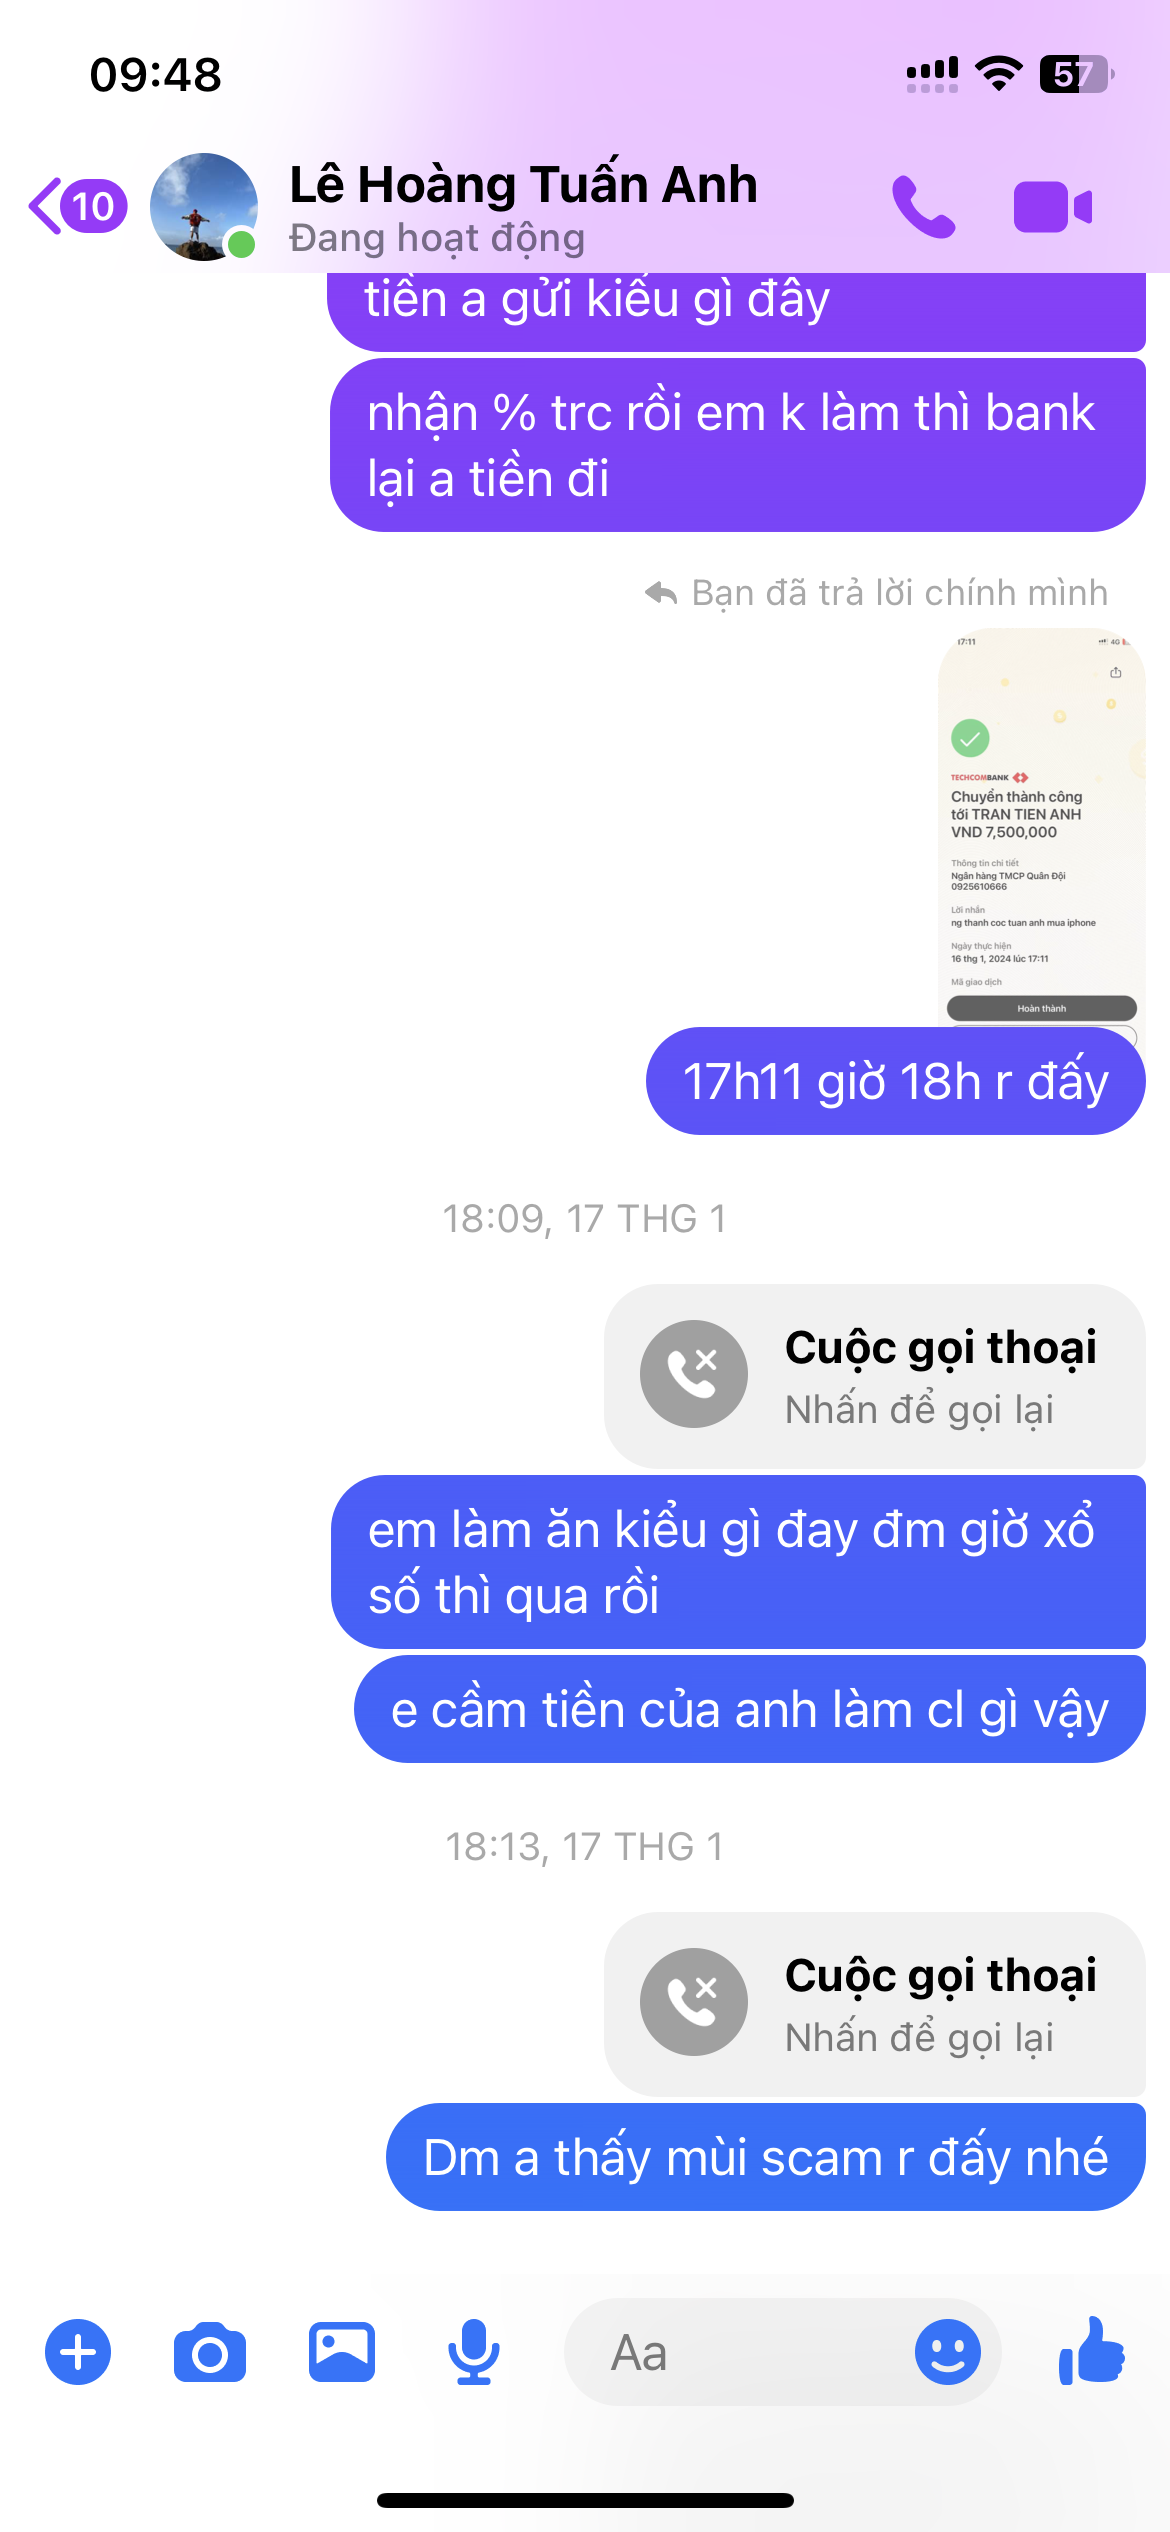 09:48
57
10
Lê Hoàng Tuấn Anh
Đang hoạt động
tiền a gửi kiểu gì đây
nhận % trc rồi em k làm thì bank
lại a tiền đi
Bạn đã trả lời chính mình
17:11
4G
TECHCOMBANK
Chuyển thành công
tới TRAN TIEN ANH
VND 7,500,000
Thông tin chi tiết
Ngân hàng TMCP Quân Đội
0925610666
Lời nhắn
ng thanh coc tuan anh mua iphone
Ngày thực hiện
16 thg 1, 2024 lúc 17:11
Mã giao dịch
Hoàn thành
17h11 giờ 18h r đấy
18:09, 17 THG 1
Cuộc gọi thoại
Nhấn để gọi lại
em làm ăn kiểu gì đay đm giờ xổ
số thì qua rồi
e cầm tiền của anh làm cl gì vậy
18:13, 17 THG 1
Cuộc gọi thoại
Nhấn để gọi lại
Dm a thấy mùi scam r đấy nhé
Aa